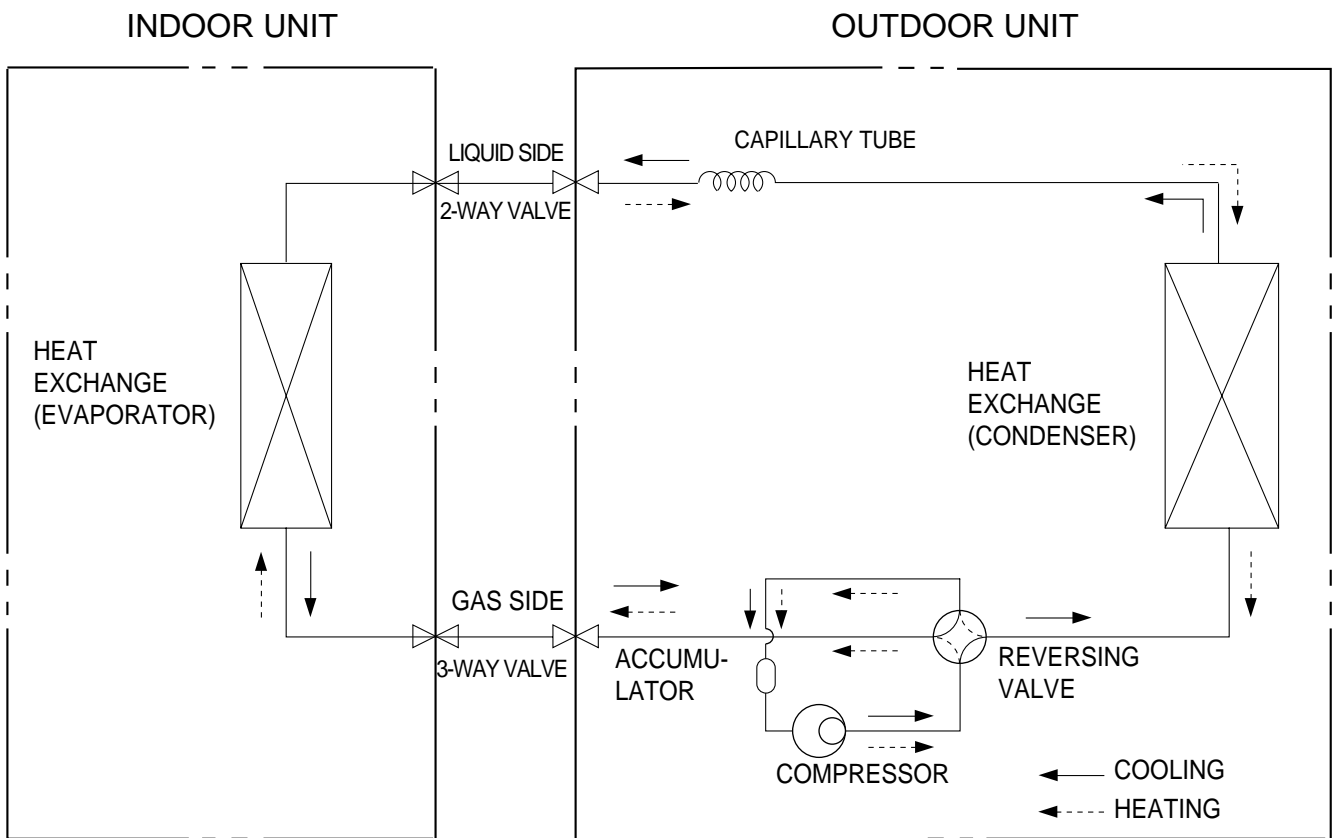 INDOOR UNIT
OUTDOOR UNIT
LIQUID SIDE
2-WAY VALVE
CAPILLARY TUBE
HEAT
EXCHANGE
(EVAPORATOR)
HEAT
EXCHANGE
(CONDENSER)
GAS SIDE
3-WAY VALVE
ACCUMU-
LATOR
REVERSING
VALVE
COMPRESSOR
COOLING
HEATING